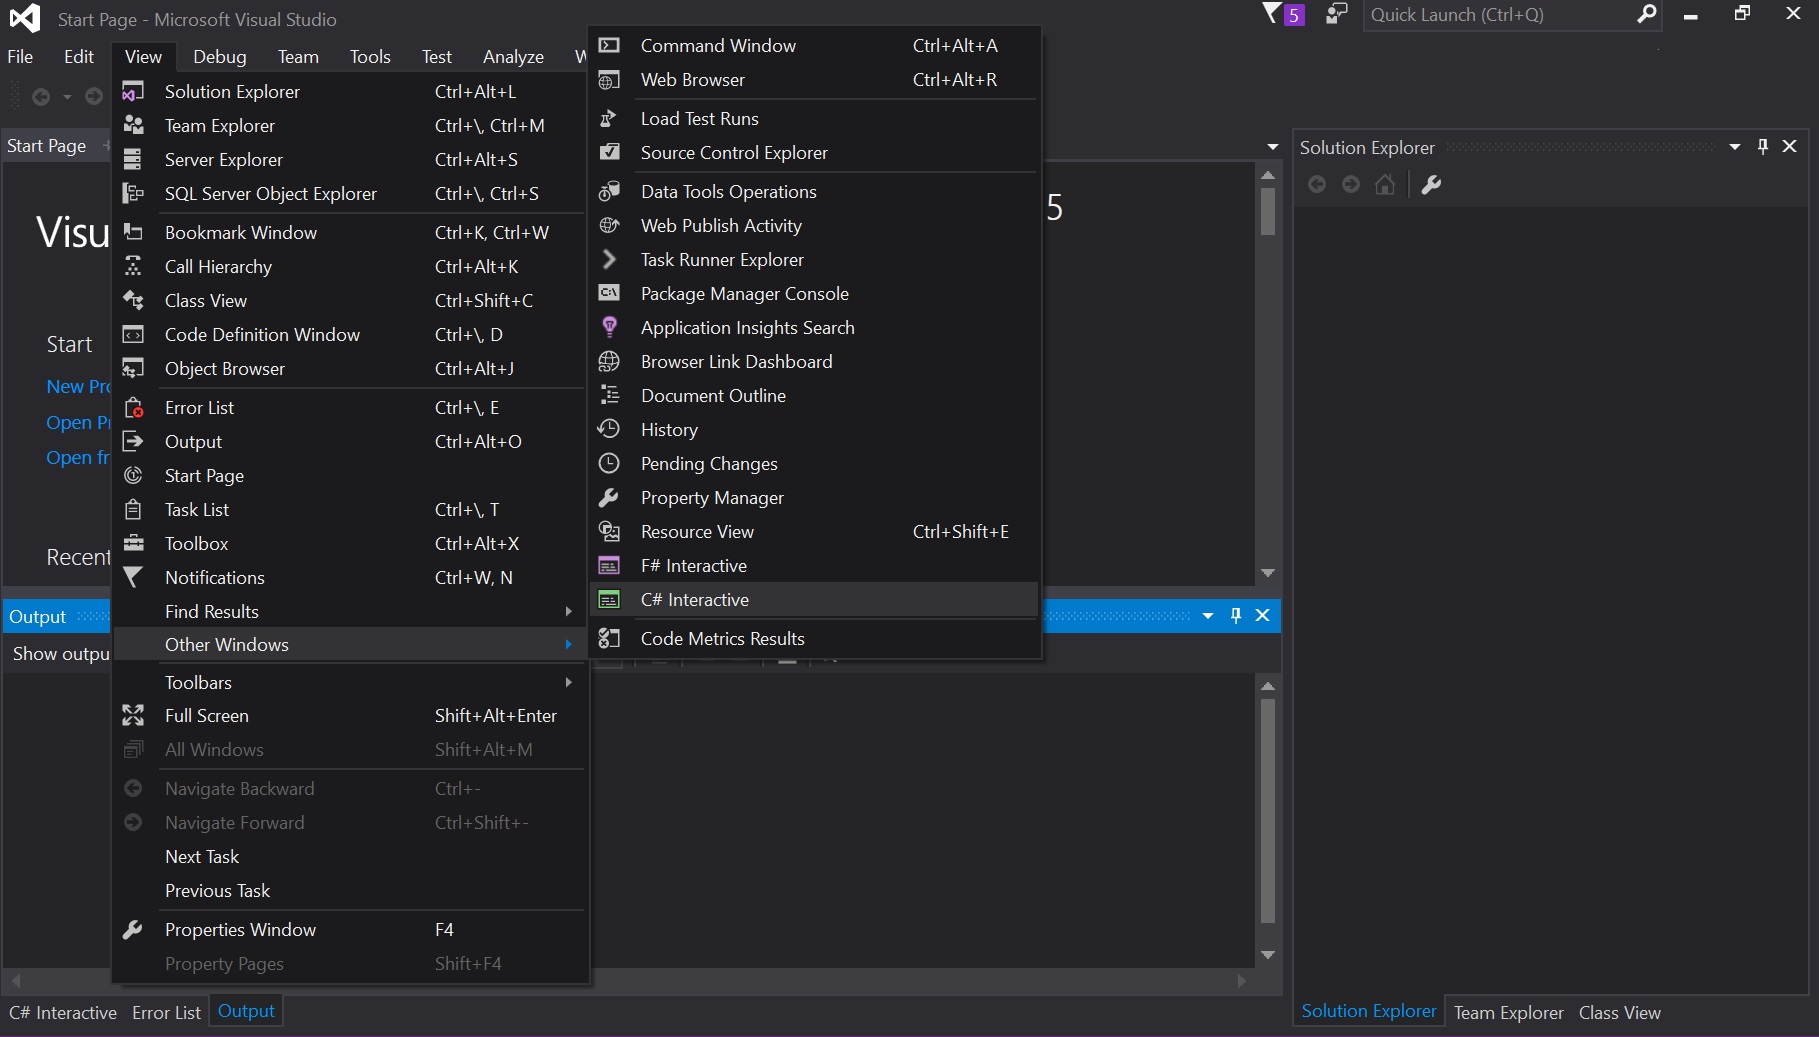 Start Page - Microsoft Visual Studio
5
Quick Launch (Ctrl+Q)
File Edit View Debug Team Tools Test Analyze W
Start Page
Visu
5
Start
New Pro
Open Pr
Open fr
Recent
Solution Explorer Ctrl+Alt+L
Team Explorer Ctrl+\, Ctrl+M
Server Explorer Ctrl+Alt+S
SQL Server Object Explorer Ctrl+\, Ctrl+S
Bookmark Window Ctrl+K, Ctrl+W
Call Hierarchy Ctrl+Alt+K
Class View Ctrl+Shift+C
Code Definition Window Ctrl+\, D
Object Browser Ctrl+Alt+J
Error List Ctrl+\, E
Output Ctrl+Alt+O
Start Page
Task List Ctrl+\, T
Toolbox Ctrl+Alt+X
Notifications Ctrl+W, N
Find Results
Other Windows
Toolbars
Full Screen Shift+Alt+Enter
All Windows Shift+Alt+M
Navigate Backward Ctrl+-
Navigate Forward Ctrl+Shift+-
Next Task
Previous Task
Properties Window F4
Property Pages Shift+F4
Command Window Ctrl+Alt+A
Web Browser Ctrl+Alt+R
Load Test Runs
Source Control Explorer
Data Tools Operations
Web Publish Activity
Task Runner Explorer
C:\ Package Manager Console
Application Insights Search
Browser Link Dashboard
Document Outline
History
Pending Changes
Property Manager
Resource View Ctrl+Shift+E
F# Interactive
C# Interactive
Code Metrics Results
Output
Show outpu
C# Interactive Error List Output
Solution Explorer
Solution Explorer Team Explorer Class View